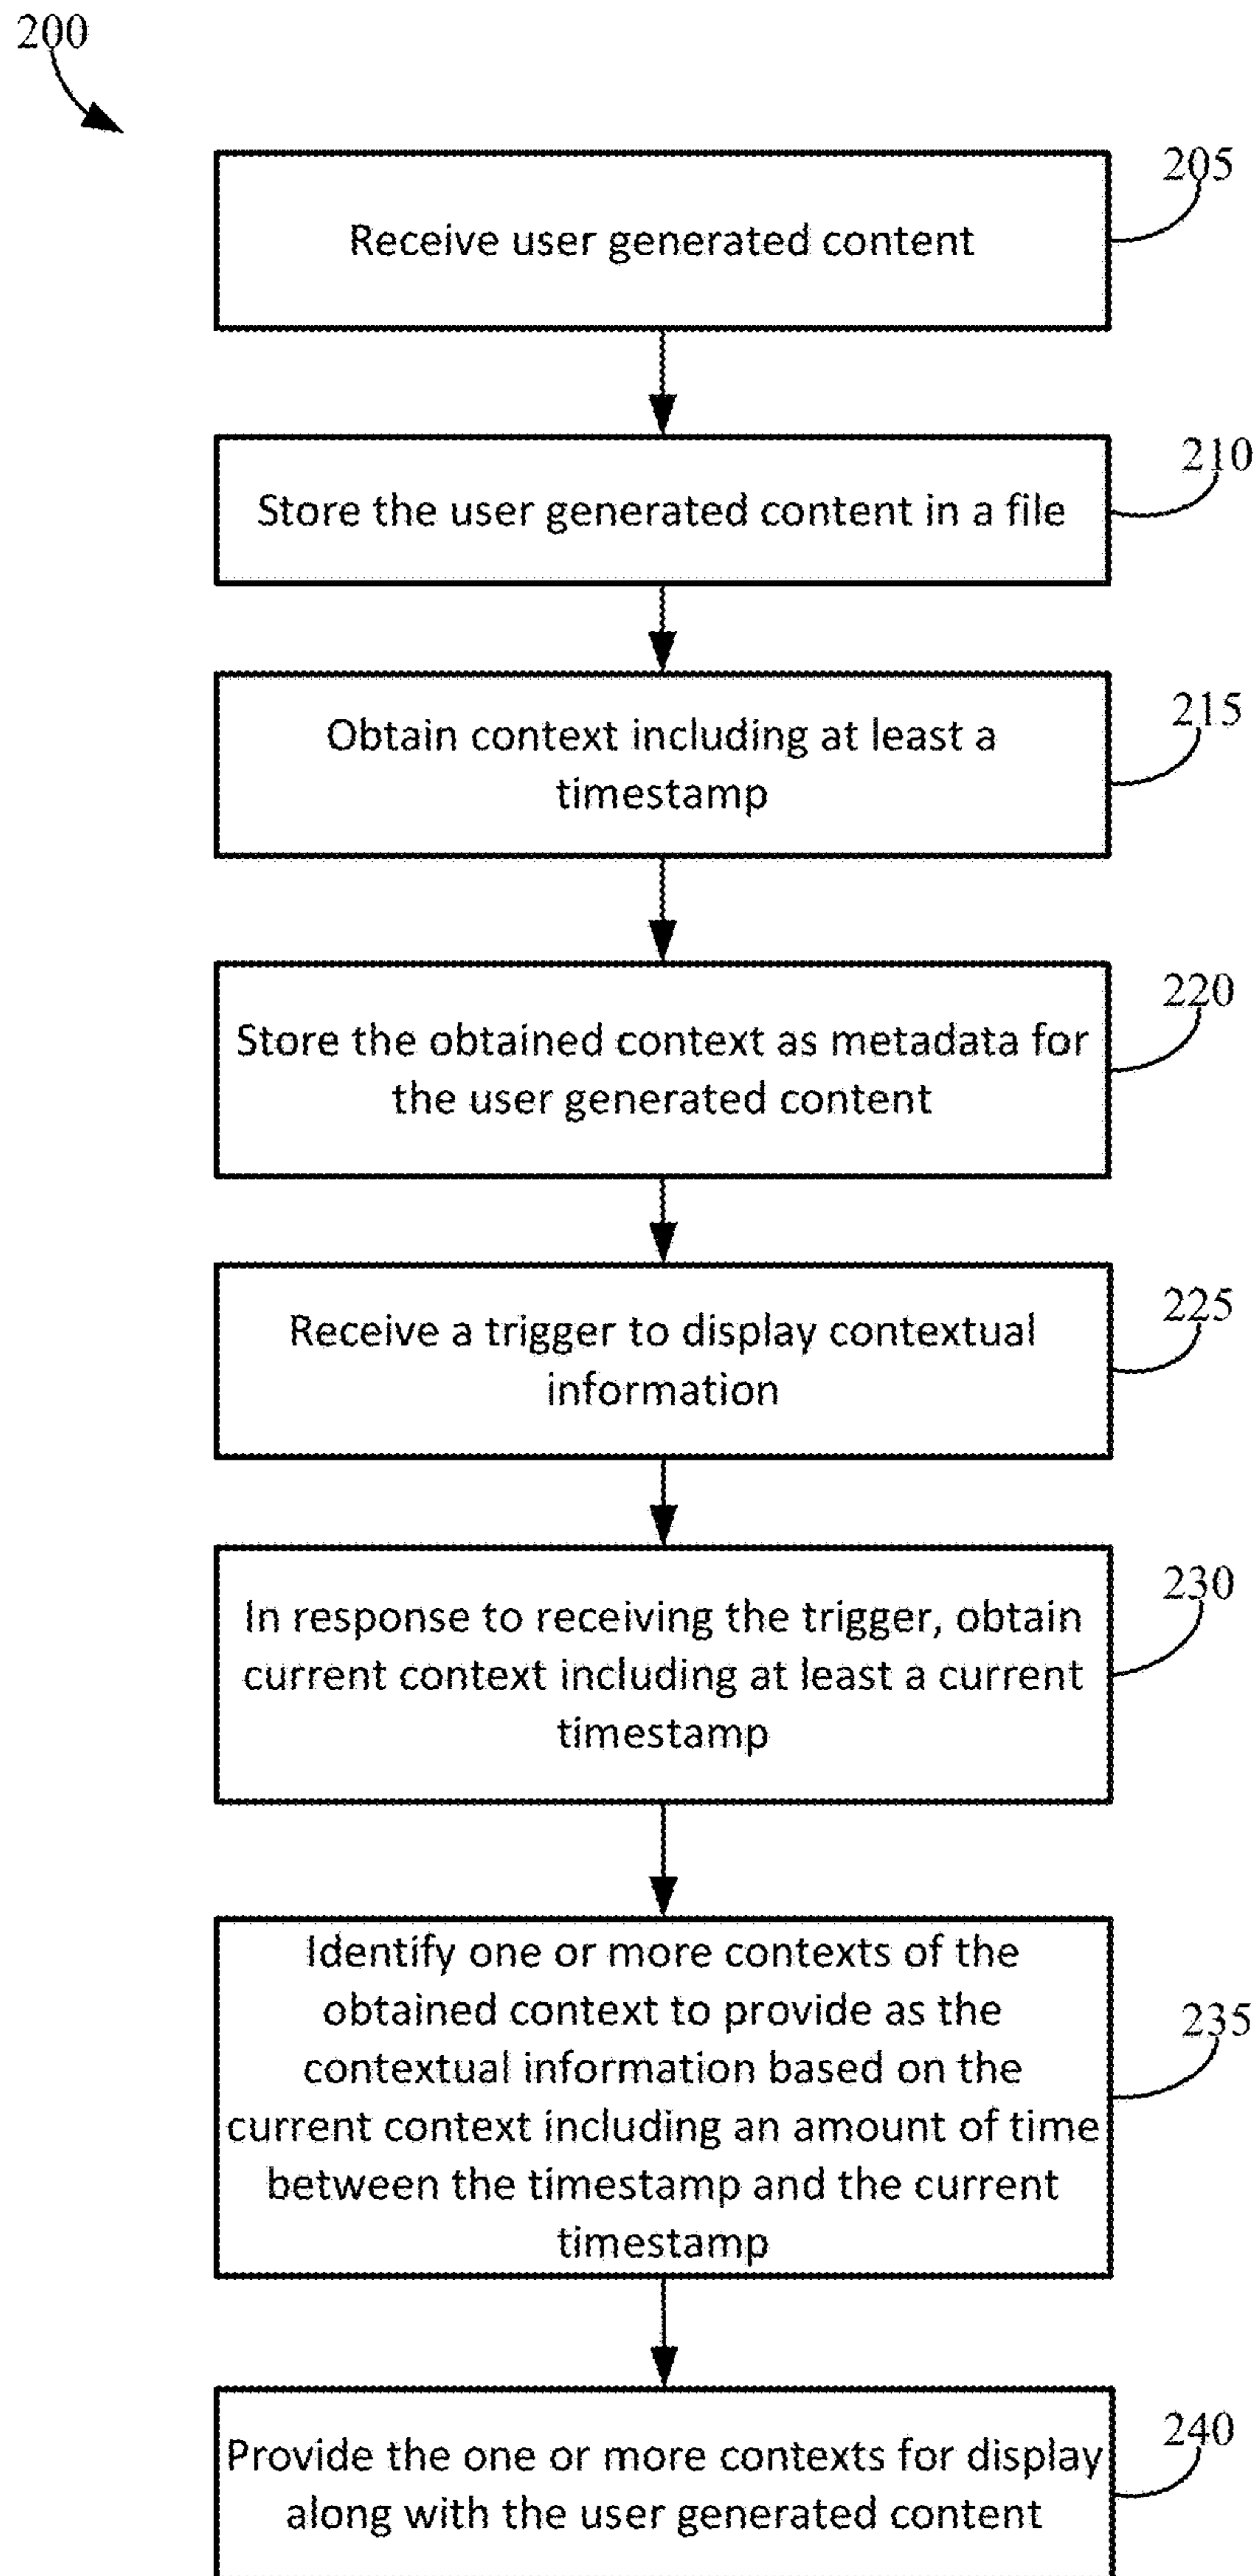 200
205
Receive user generated content
210
Store the user generated content in a file
215
Obtain context including at least a
timestamp
220
Store the obtained context as metadata for
the user generated content
225
Receive a trigger to display contextual
information
230
In response to receiving the trigger, obtain
current context including at least a current
timestamp
235
Identify one or more contexts of the
obtained context to provide as the
contextual information based on the
current context including an amount of time
between the timestamp and the current
timestamp
240
Provide the one or more contexts for display
along with the user generated content